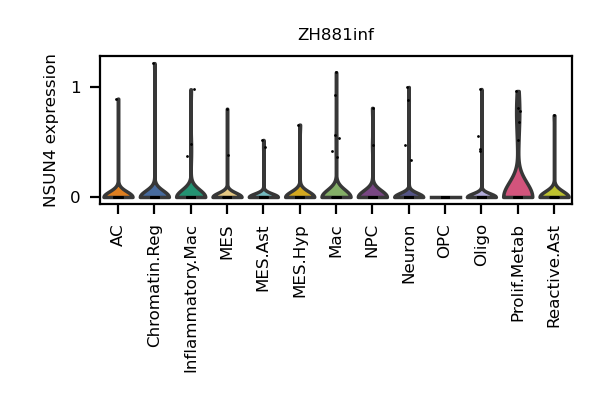 ZH881inf
NSUN4 expression
1
0
AC
Chromatin.Reg
Inflammatory.Mac
MES
MES.Ast
MES.Hyp
Mac
NPC
Neuron
OPC
Oligo
Prolif.Metab
Reactive.Ast